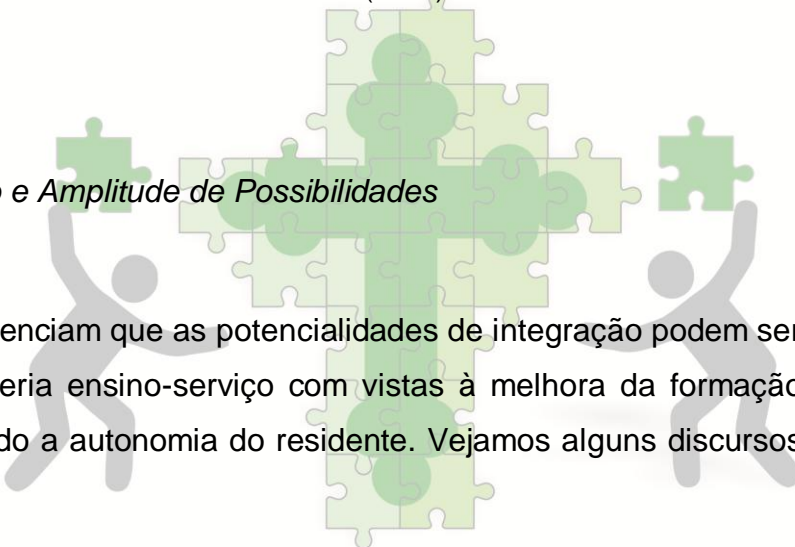 e Amplitude de Possibilidades
enciam que as potencialidades de integração podem ser
eria ensino-serviço com vistas à melhora da formação
do a autonomia do residente. Vejamos alguns discursos